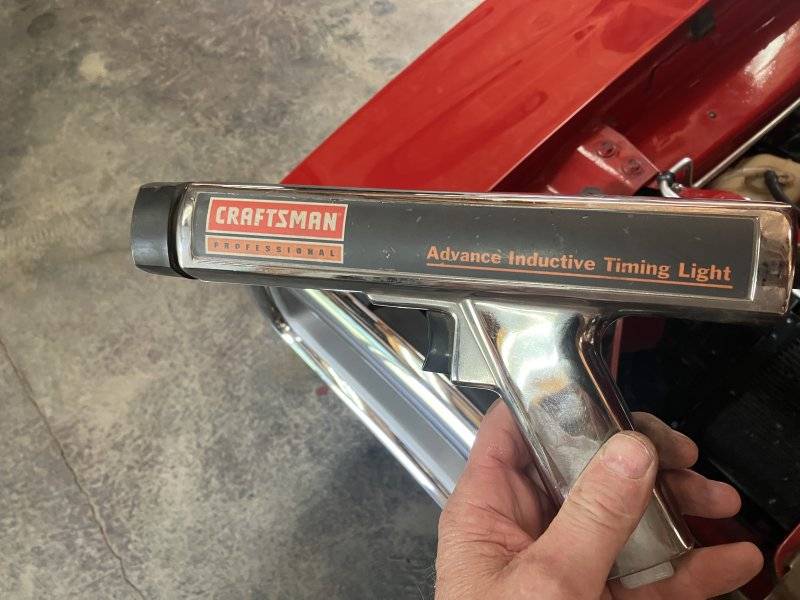 CRAFTSMAN
PROFESSIONAL
Advance Inductive Timing Light